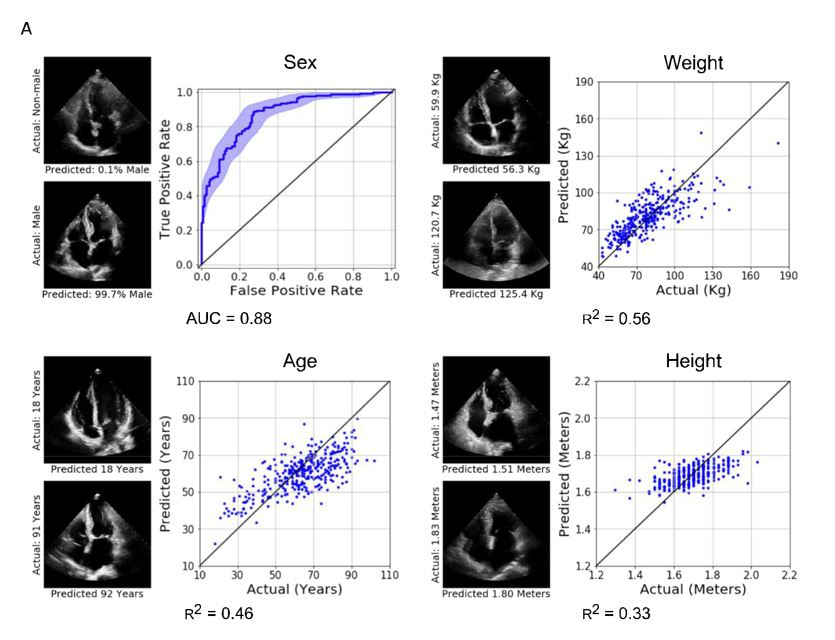 A
Sex
Actual: Non-male
Predicted: 0.1% Male
Actual: Male
Predicted: 99.7% Male
True Positive Rate
1.0
0.8
0.6
0.4
0.2
0.0
0.0 0.2 0.4 0.6 0.8 1.0
False Positive Rate
AUC = 0.88
Weight
Actual: 59.9 Kg
Predicted 56.3 Kg
Actual: 120.7 Kg
Predicted 125.4 Kg
Predicted (Kg)
190
160
130
100
70
40
40 70 100 130 160 190
Actual (Kg)
R² = 0.56
Age
Actual: 18 Years
Predicted 18 Years
Actual: 91 Years
Predicted 92 Years
Predicted (Years)
110
90
70
50
30
10
10 30 50 70 90 110
Actual (Years)
R² = 0.46
Height
Actual: 1.47 Meters
Predicted 1.51 Meters
Actual: 1.83 Meters
Predicted 1.80 Meters
Predicted (Meters)
2.2
2.0
1.8
1.6
1.4
1.2
1.2 1.4 1.6 1.8 2.0 2.2
Actual (Meters)
R² = 0.33